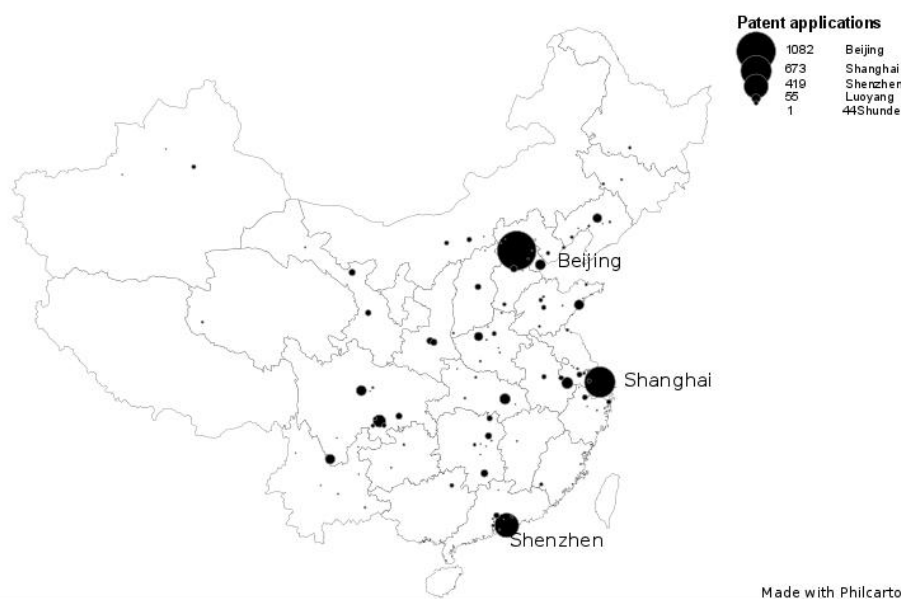 Patent applications
1082 Beijing
673 Shanghai
419 Shenzhen
55 Luoyang
1 44Shunde
Beijing
Shanghai
Shenzhen
Made with Philcarto